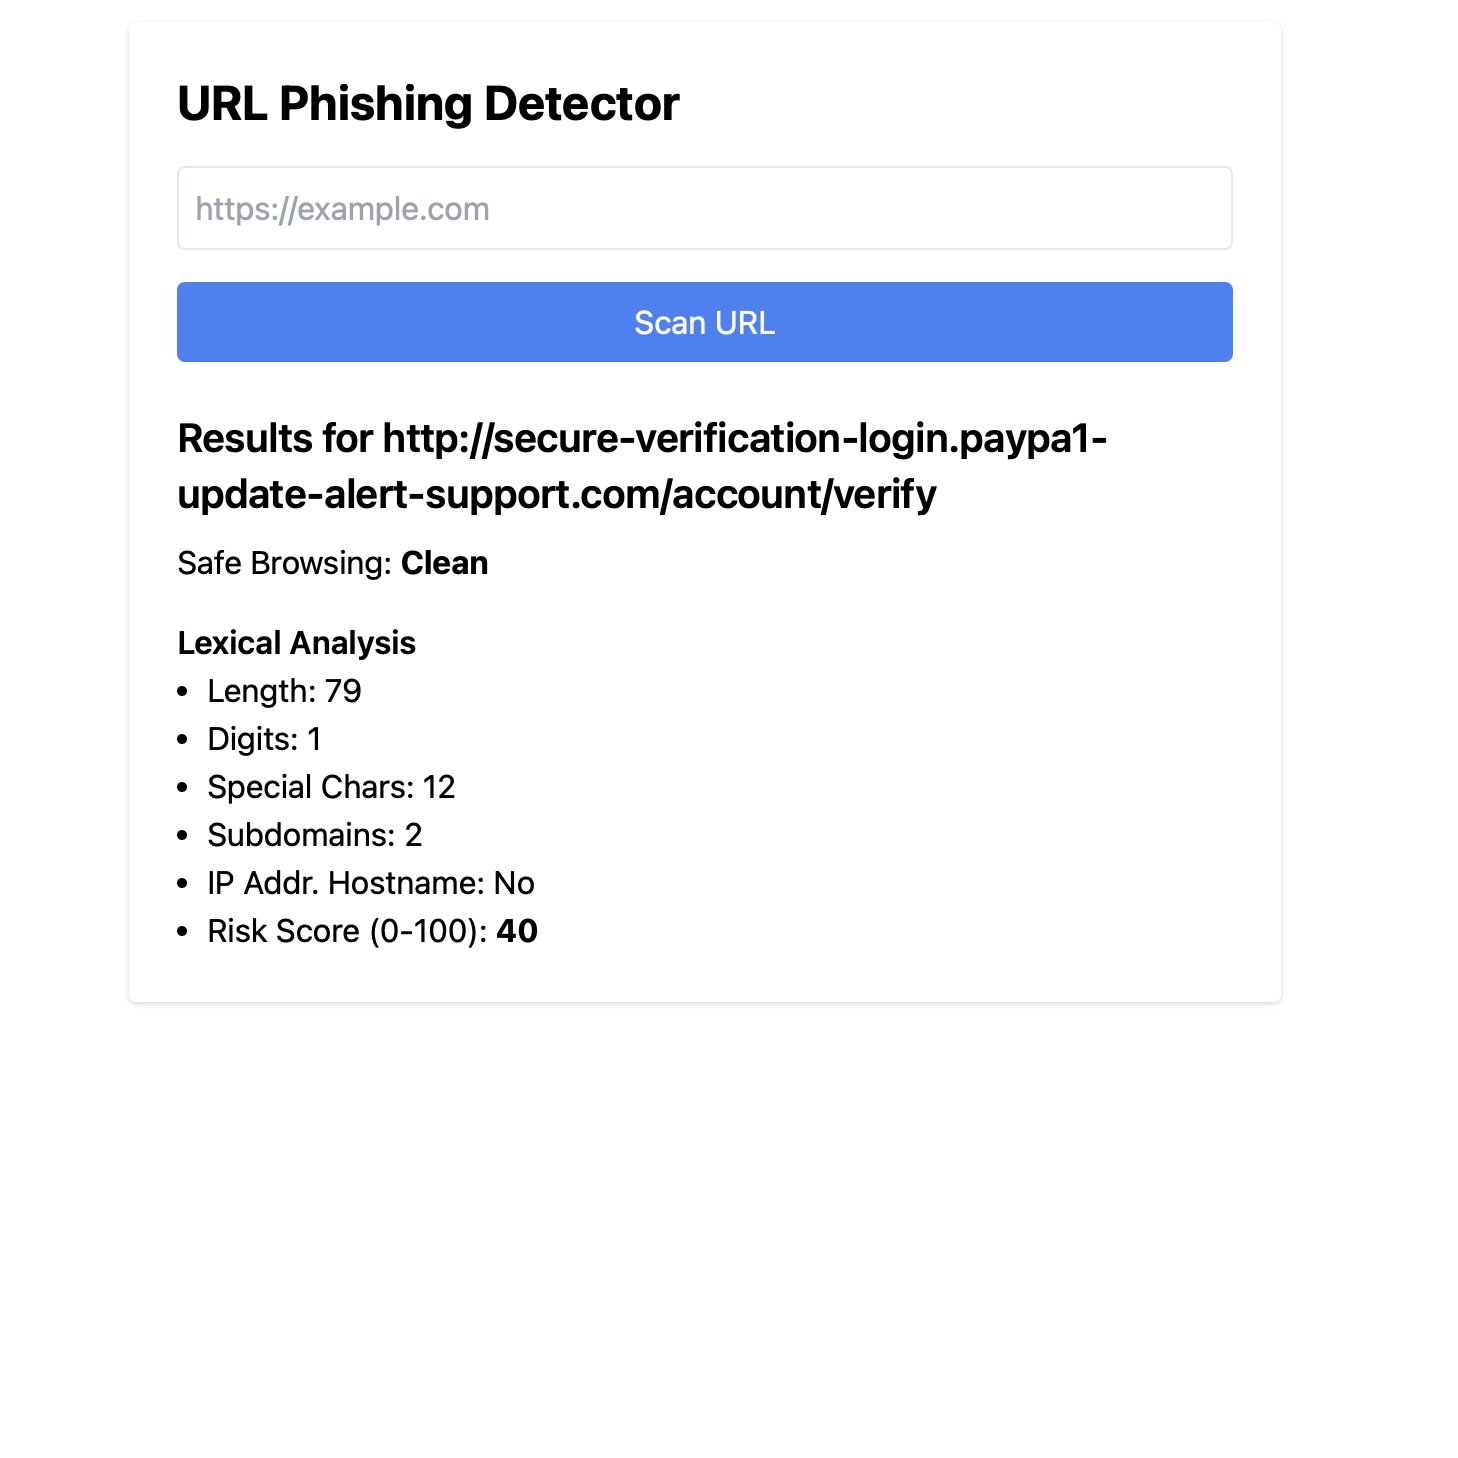 URL Phishing Detector
https://example.com
Scan URL
Results for http://secure-verification-login.paypa1-
update-alert-support.com/account/verify
Safe Browsing: Clean
Lexical Analysis
• Length: 79
• Digits: 1
• Special Chars: 12
• Subdomains: 2
• IP Addr. Hostname: No
• Risk Score (0-100): 40